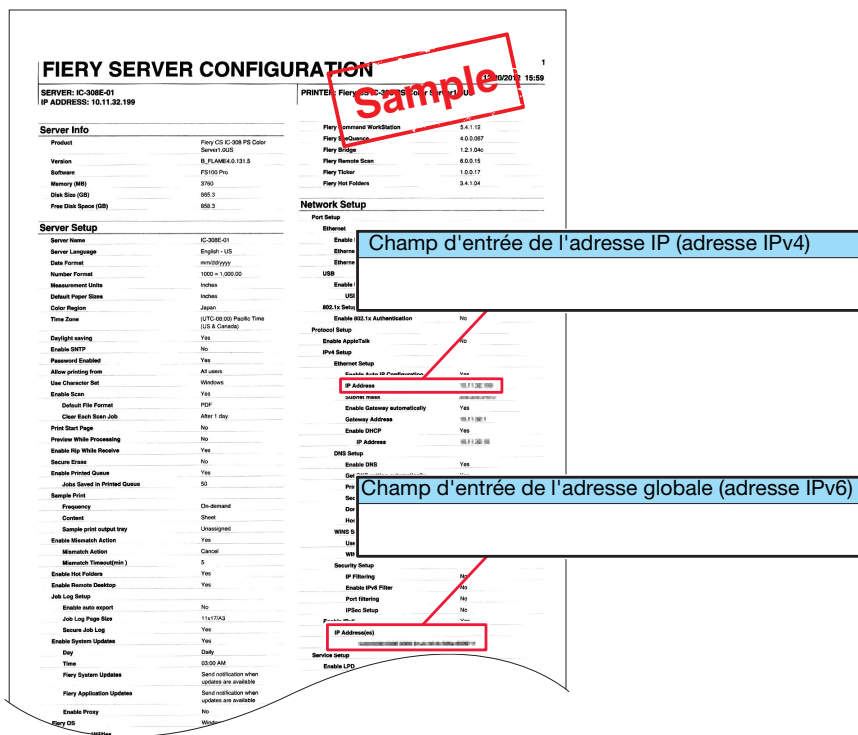 1
FIERY SERVER CONFIGURATION
Sample
15:59
SERVER: IC-308E-01
IP ADDRESS: 10.11.32.199
PRINTER: Fiery
Server Info
Product Fiery CS IC-308 PS Color
Server1.0US
Version B_FLAME4.0.131.5
Software FS100 Pro
Memory (MB) 3760
Disk Size (GB) 865.3
Free Disk Space (GB) 858.3
Server Setup
Server Name IC-308E-01
Server Language English - US
Date Format mm/dd/yyyy
Number Format 1000 = 1,000.00
Measurement Units Inches
Default Paper Sizes Inches
Color Region Japan
Time Zone (UTC-08:00) Pacific Time
(US & Canada)
Daylight saving Yes
Enable SNTP No
Password Enabled Yes
Allow printing from All users
Use Character Set Windows
Enable Scan Yes
Default File Format PDF
Clear Each Scan Job After 1 day
Print Start Page No
Preview While Processing No
Enable Rip While Receive Yes
Secure Erase No
Enable Printed Queue Yes
Jobs Saved in Printed Queue 50
Sample Print
Frequency On-demand
Content Sheet
Sample print output tray Unassigned
Enable Mismatch Action Yes
Mismatch Action Cancel
Mismatch Timeout(min ) 5
Enable Hot Folders Yes
Enable Remote Desktop Yes
Job Log Setup
Enable auto export No
Job Log Page Size 11x17/A3
Secure Job Log Yes
Enable System Updates Yes
Day Daily
Time 03:00 AM
Fiery System Updates Send notification when
updates are available
Fiery Application Updates Send notification when
updates are available
Enable Proxy No
Fiery OS
Utilities
Fiery Command WorkStation 5.4.1.12
Fiery 4.0.0.067
Fiery Bridge 1.2.1.04c
Fiery Remote Scan 6.0.0.15
Fiery Ticker 1.0.0.17
Fiery Hot Folders 3.4.1.04
Network Setup
Port Setup
Ethernet
Enable
USB
Enable
802.1x Setup
Enable 802.1x Authentication No
Protocol Setup
Enable AppleTalk No
IPv4 Setup
Ethernet Setup
Enable Auto IP Configuration Yes
IP Address
Subnet mask
Enable Gateway automatically Yes
Gateway Address
Enable DHCP Yes
IP Address
DNS Setup
Enable DNS Yes
Security Setup
IP Filtering No
Enable IPv6 Filter No
Port filtering No
IPSec Setup No
Yes
IP Address(es)
Service Setup
Enable LPD
Champ d'entrée de l'adresse IP (adresse IPv4)
Champ d'entrée de l'adresse globale (adresse IPv6)